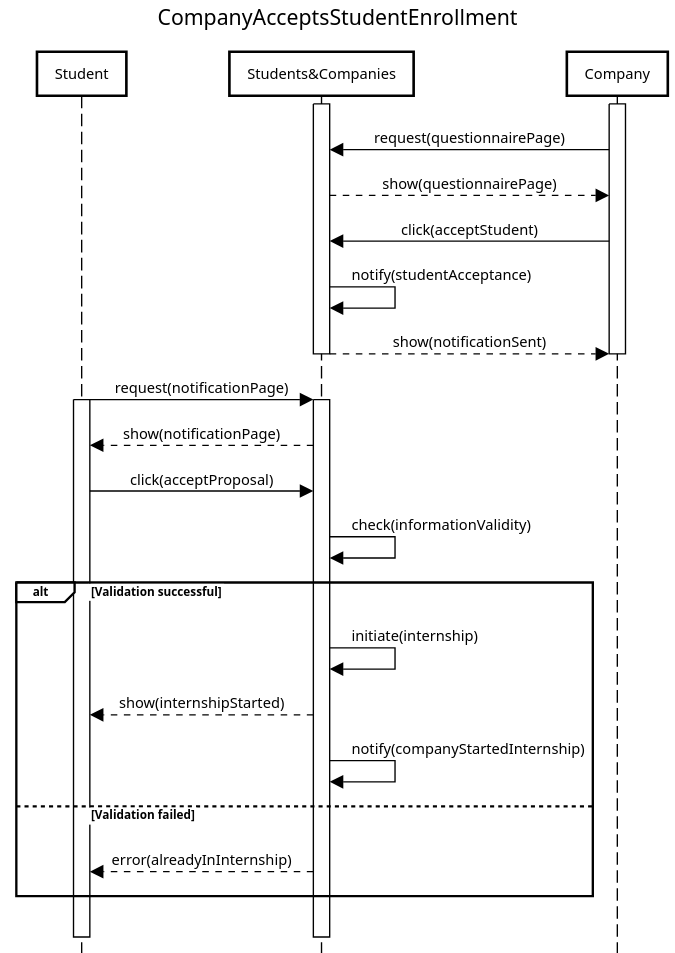 CompanyAcceptsStudentEnrollment
Student
Students&Companies
Company
request(questionnairePage)
show(questionnairePage)
click(acceptStudent)
notify(studentAcceptance)
show(notificationSent)
request(notificationPage)
show(notificationPage)
click(acceptProposal)
check(informationValidity)
alt
[Validation successful]
initiate(internship)
show(internshipStarted)
notify(companyStartedInternship)
[Validation failed]
error(alreadyInInternship)